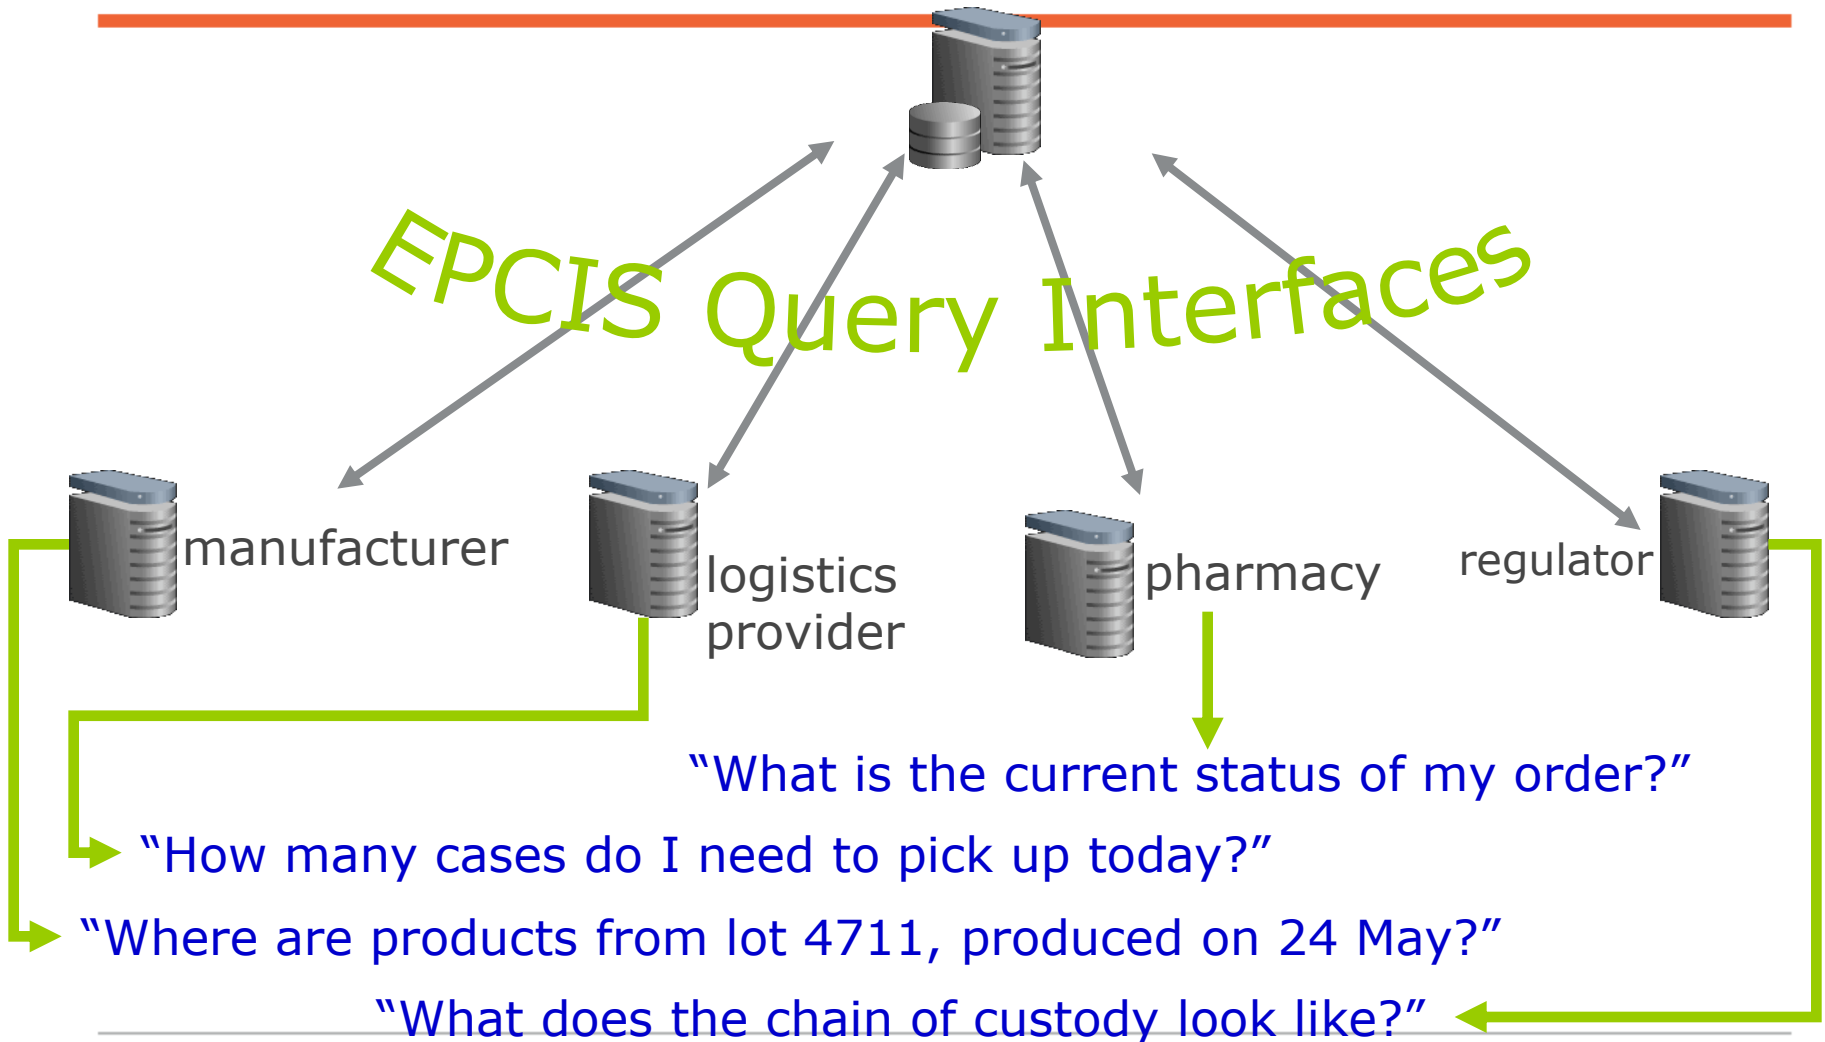 EPCIS Query Interfaces
manufacturer
logistics
provider
pharmacy
regulator
“What is the current status of my order?”
“How many cases do I need to pick up today?”
“Where are products from lot 4711, produced on 24 May?”
“What does the chain of custody look like?”